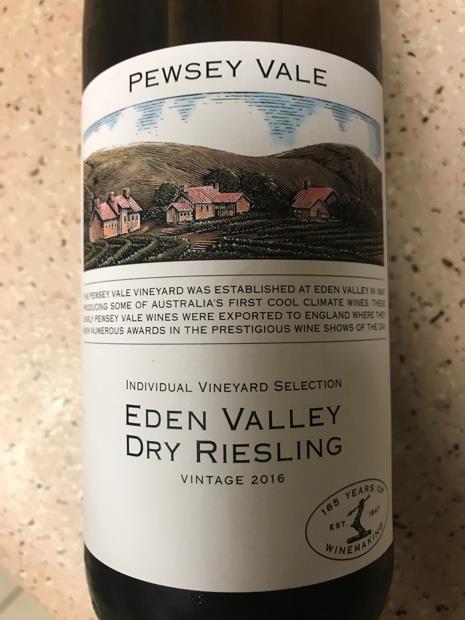 PEWSEY VALE
THE PEWSEY VALE VINEYARD WAS ESTABLISHED AT EDEN VALLEY IN 1847
PRODUCING SOME OF AUSTRALIA'S FIRST COOL CLIMATE WINES. THESE
EARLY PEWSEY VALE WINES WERE EXPORTED TO ENGLAND WHERE THEY
WON NUMEROUS AWARDS IN THE PRESTIGIOUS WINE SHOWS OF THE DAY
INDIVIDUAL VINEYARD SELECTION
EDEN VALLEY
DRY RIESLING
VINTAGE 2016
165 YEARS OF
EST. 1847
WINEMAKING